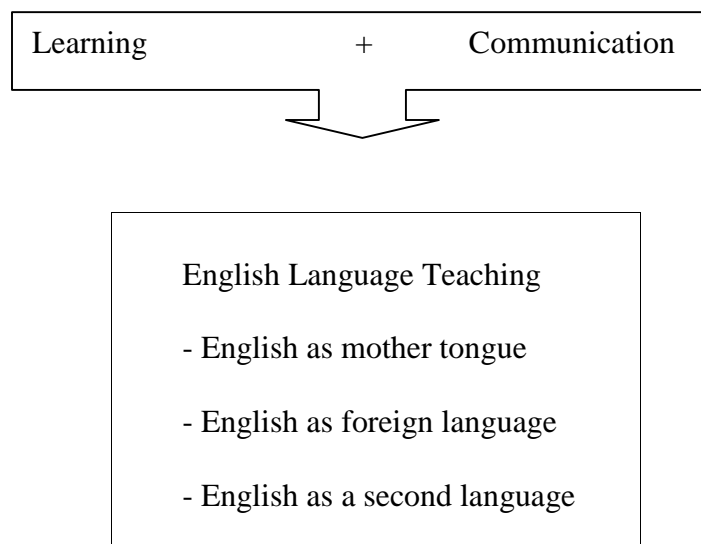 Learning + Communication
English Language Teaching
- English as mother tongue
- English as foreign language
- English as a second language